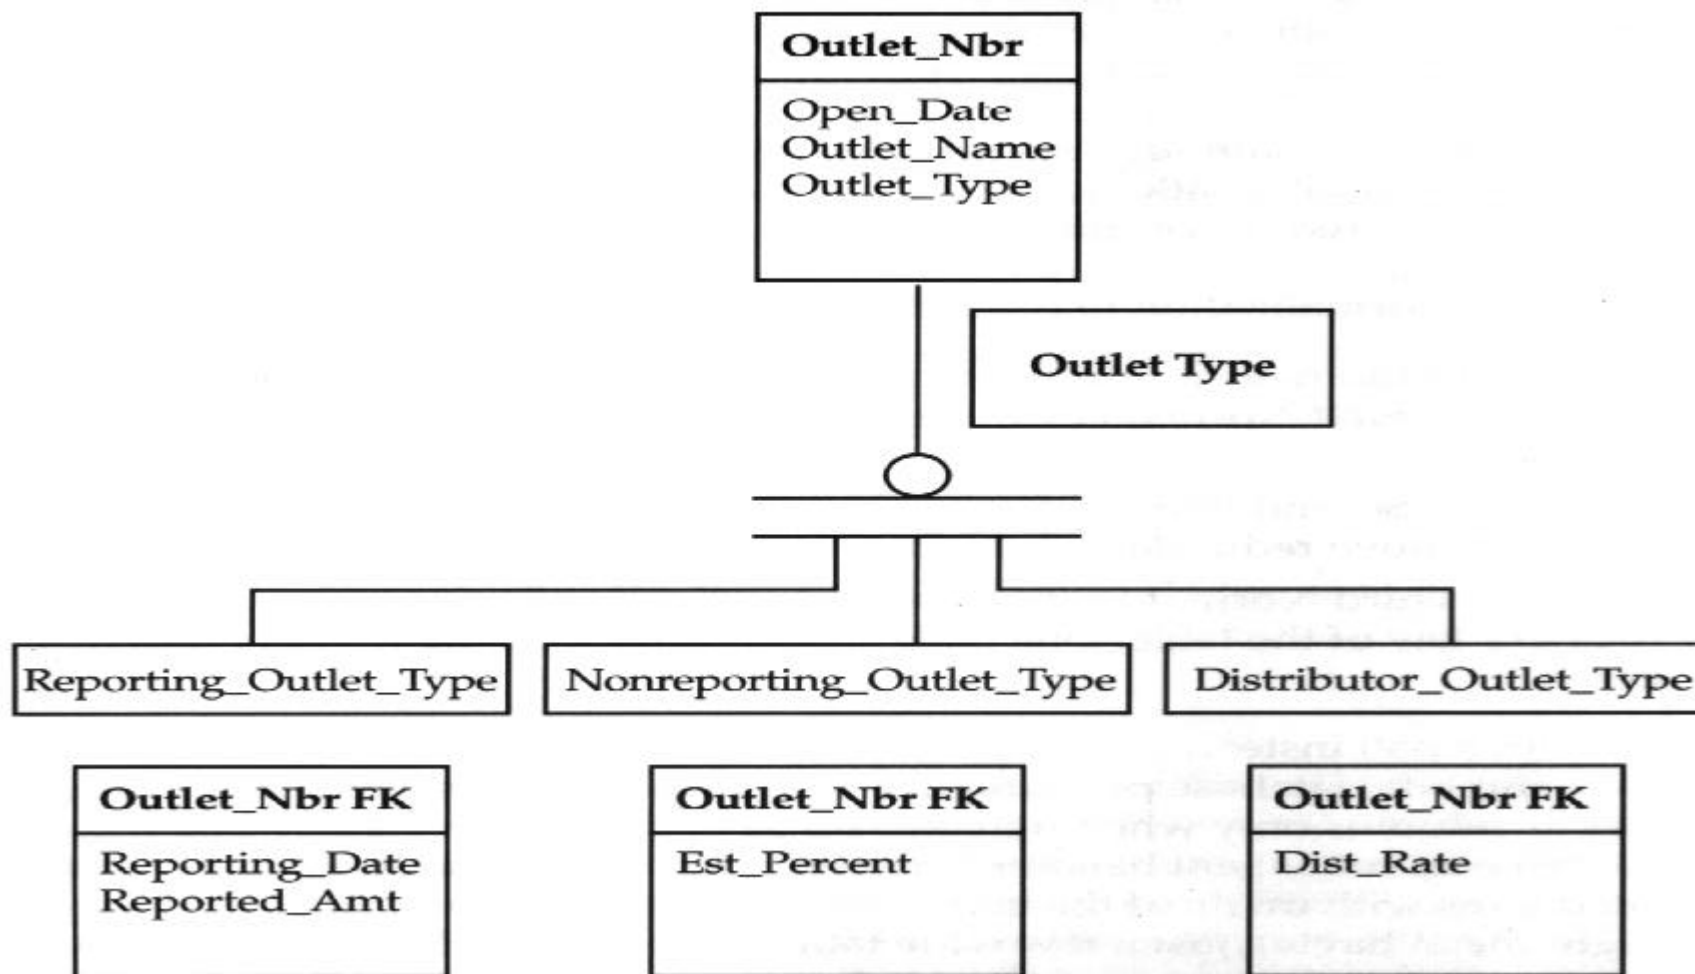 Outlet_Nbr
Open_Date
Outlet_Name
Outlet_Type
Outlet Type
Reporting_Outlet_Type
Nonreporting_Outlet_Type
Distributor_Outlet_Type
Outlet_Nbr FK
Reporting_Date
Reported_Amt
Outlet_Nbr FK
Est_Percent
Outlet_Nbr FK
Dist_Rate